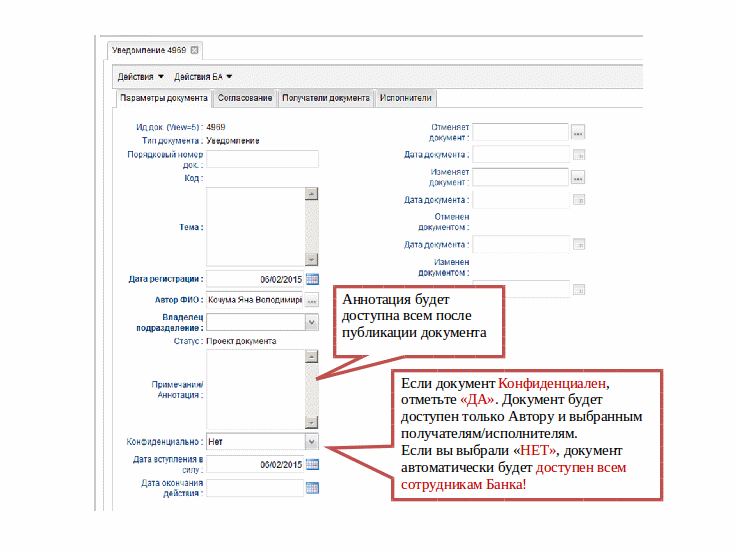 Уведомление 4969
Действия Действия БА
Параметры документа Согласование Получатели документа Исполнители
Ид док. (View=5) : 4969
Тип документа : Уведомление
Порядковый номер док. :
Код :
Тема :
Дата регистрации : 06/02/2015
Автор ФИО : Кочума Яна Володимирі ...
Владелец подразделение :
Статус : Проект документа
Примечания/ Аннотация :
Конфиденциально : Нет
Дата вступления в силу : 06/02/2015
Дата окончания действия :
Отменяет документ : ...
Дата документа :
Изменяет документ : ...
Дата документа :
Отменен документом :
Дата документа :
Изменен документом :
Аннотация будет
доступна всем после
публикации документа
Если документ Конфиденциален,
отметьте «ДА». Документ будет
доступен только Автору и выбранным
получателям/исполнителям.
Если вы выбрали «НЕТ», документ
автоматически будет доступен всем
сотрудникам Банка!